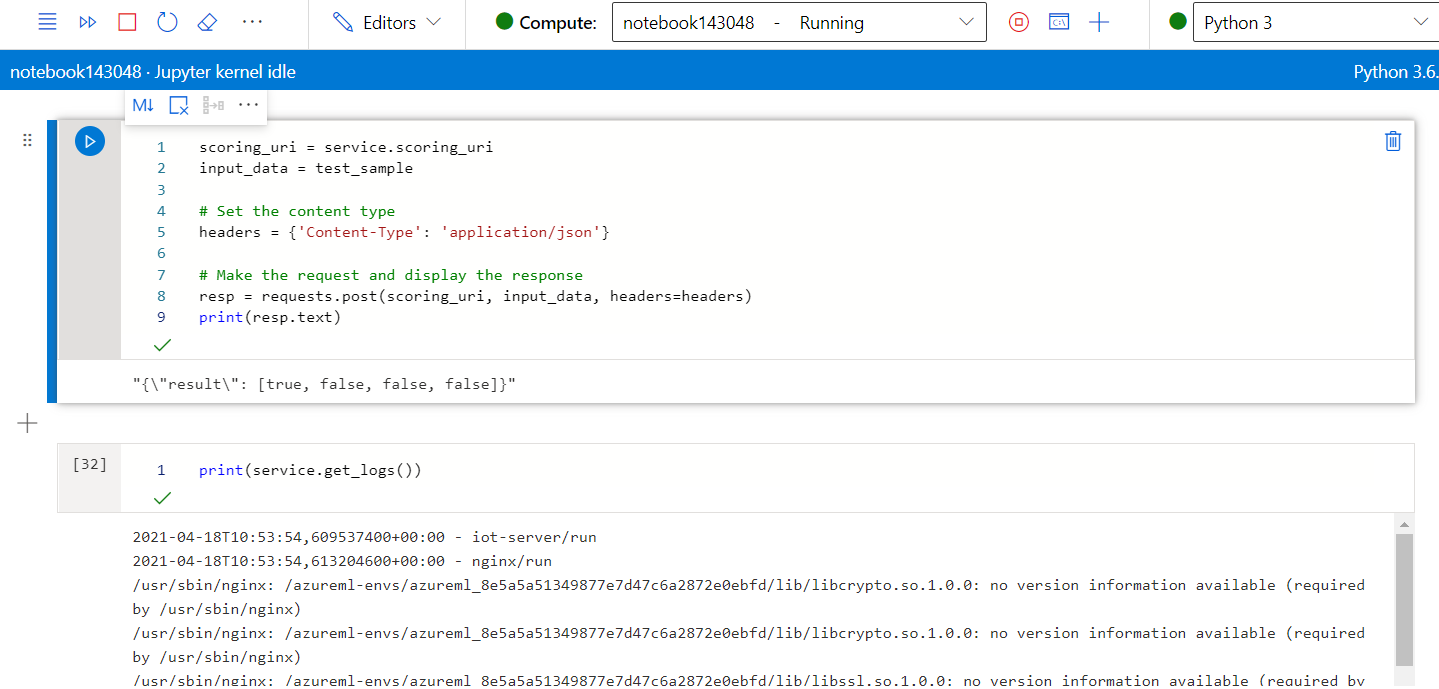 Editors
Compute: notebook143048 - Running
Python 3
notebook143048 · Jupyter kernel idle
Python 3.6.
M↓
1 scoring_uri = service.scoring_uri
2 input_data = test_sample
3
4 # Set the content type
5 headers = {'Content-Type': 'application/json'}
6
7 # Make the request and display the response
8 resp = requests.post(scoring_uri, input_data, headers=headers)
9 print(resp.text)
"{\"result\": [true, false, false, false]}"
[32]
1 print(service.get_logs())
2021-04-18T10:53:54,609537400+00:00 - iot-server/run
2021-04-18T10:53:54,613204600+00:00 - nginx/run
/usr/sbin/nginx: /azureml-envs/azureml_8e5a5a51349877e7d47c6a2872e0ebfd/lib/libcrypto.so.1.0.0: no version information available (required
by /usr/sbin/nginx)
/usr/sbin/nginx: /azureml-envs/azureml_8e5a5a51349877e7d47c6a2872e0ebfd/lib/libcrypto.so.1.0.0: no version information available (required
by /usr/sbin/nginx)
/usr/sbin/nginx: /azureml-envs/azureml_8e5a5a51349877e7d47c6a2872e0ebfd/lib/libssl.so.1.0.0: no version information available (required by